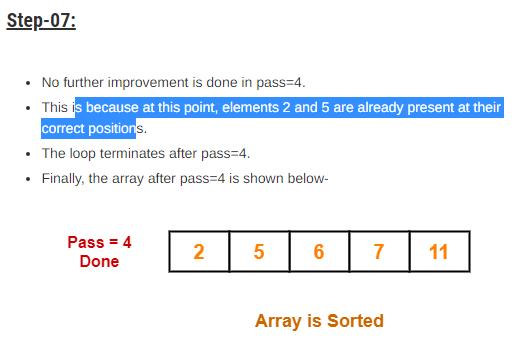 Step-07:
No further improvement is done in pass=4.
This is because at this point, elements 2 and 5 are already present at their
correct positions.
The loop terminates after pass=4.
Finally, the array after pass=4 is shown below-
Pass = 4
Done
2 5 6 7 11
Array is Sorted